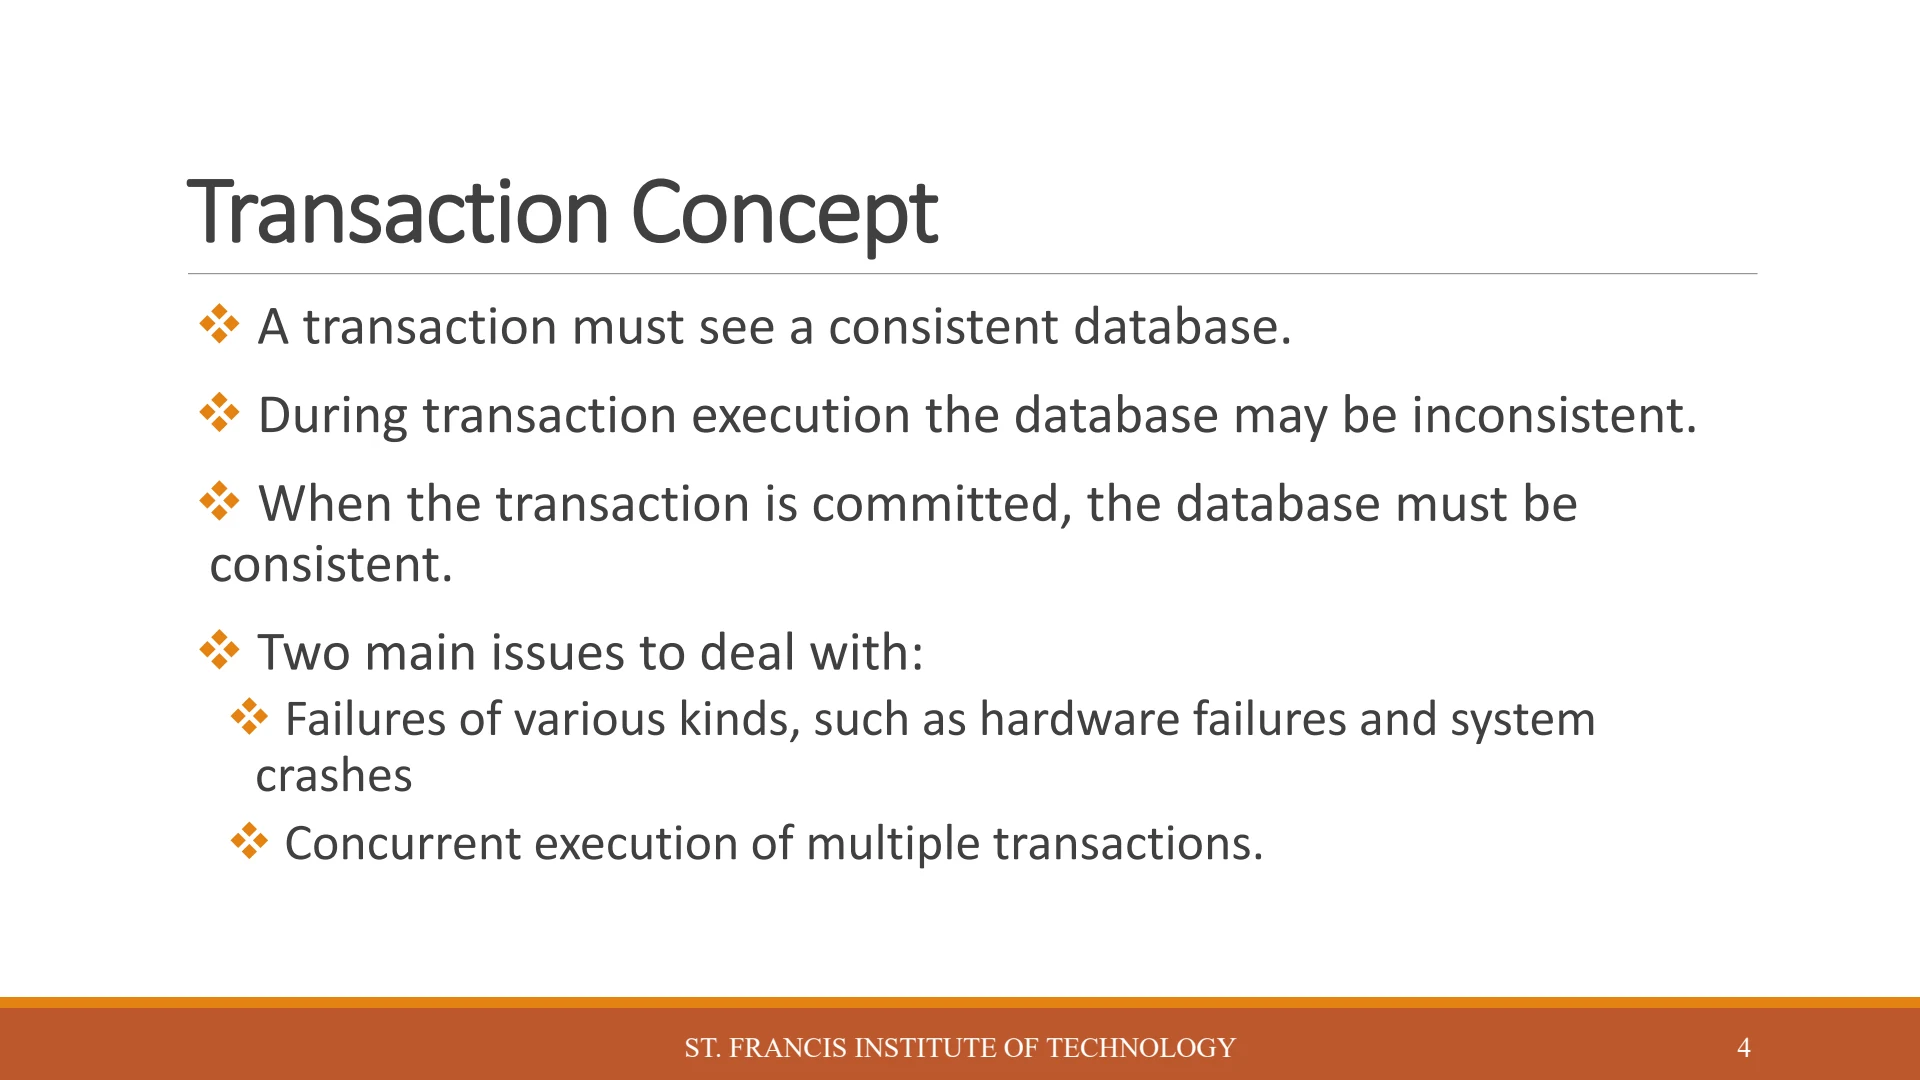 Transaction Concept
❖ A transaction must see a consistent database.
❖ During transaction execution the database may be inconsistent.
❖ When the transaction is committed, the database must be
consistent.
❖ Two main issues to deal with:
❖ Failures of various kinds, such as hardware failures and system
crashes
❖ Concurrent execution of multiple transactions.
ST. FRANCIS INSTITUTE OF TECHNOLOGY
4